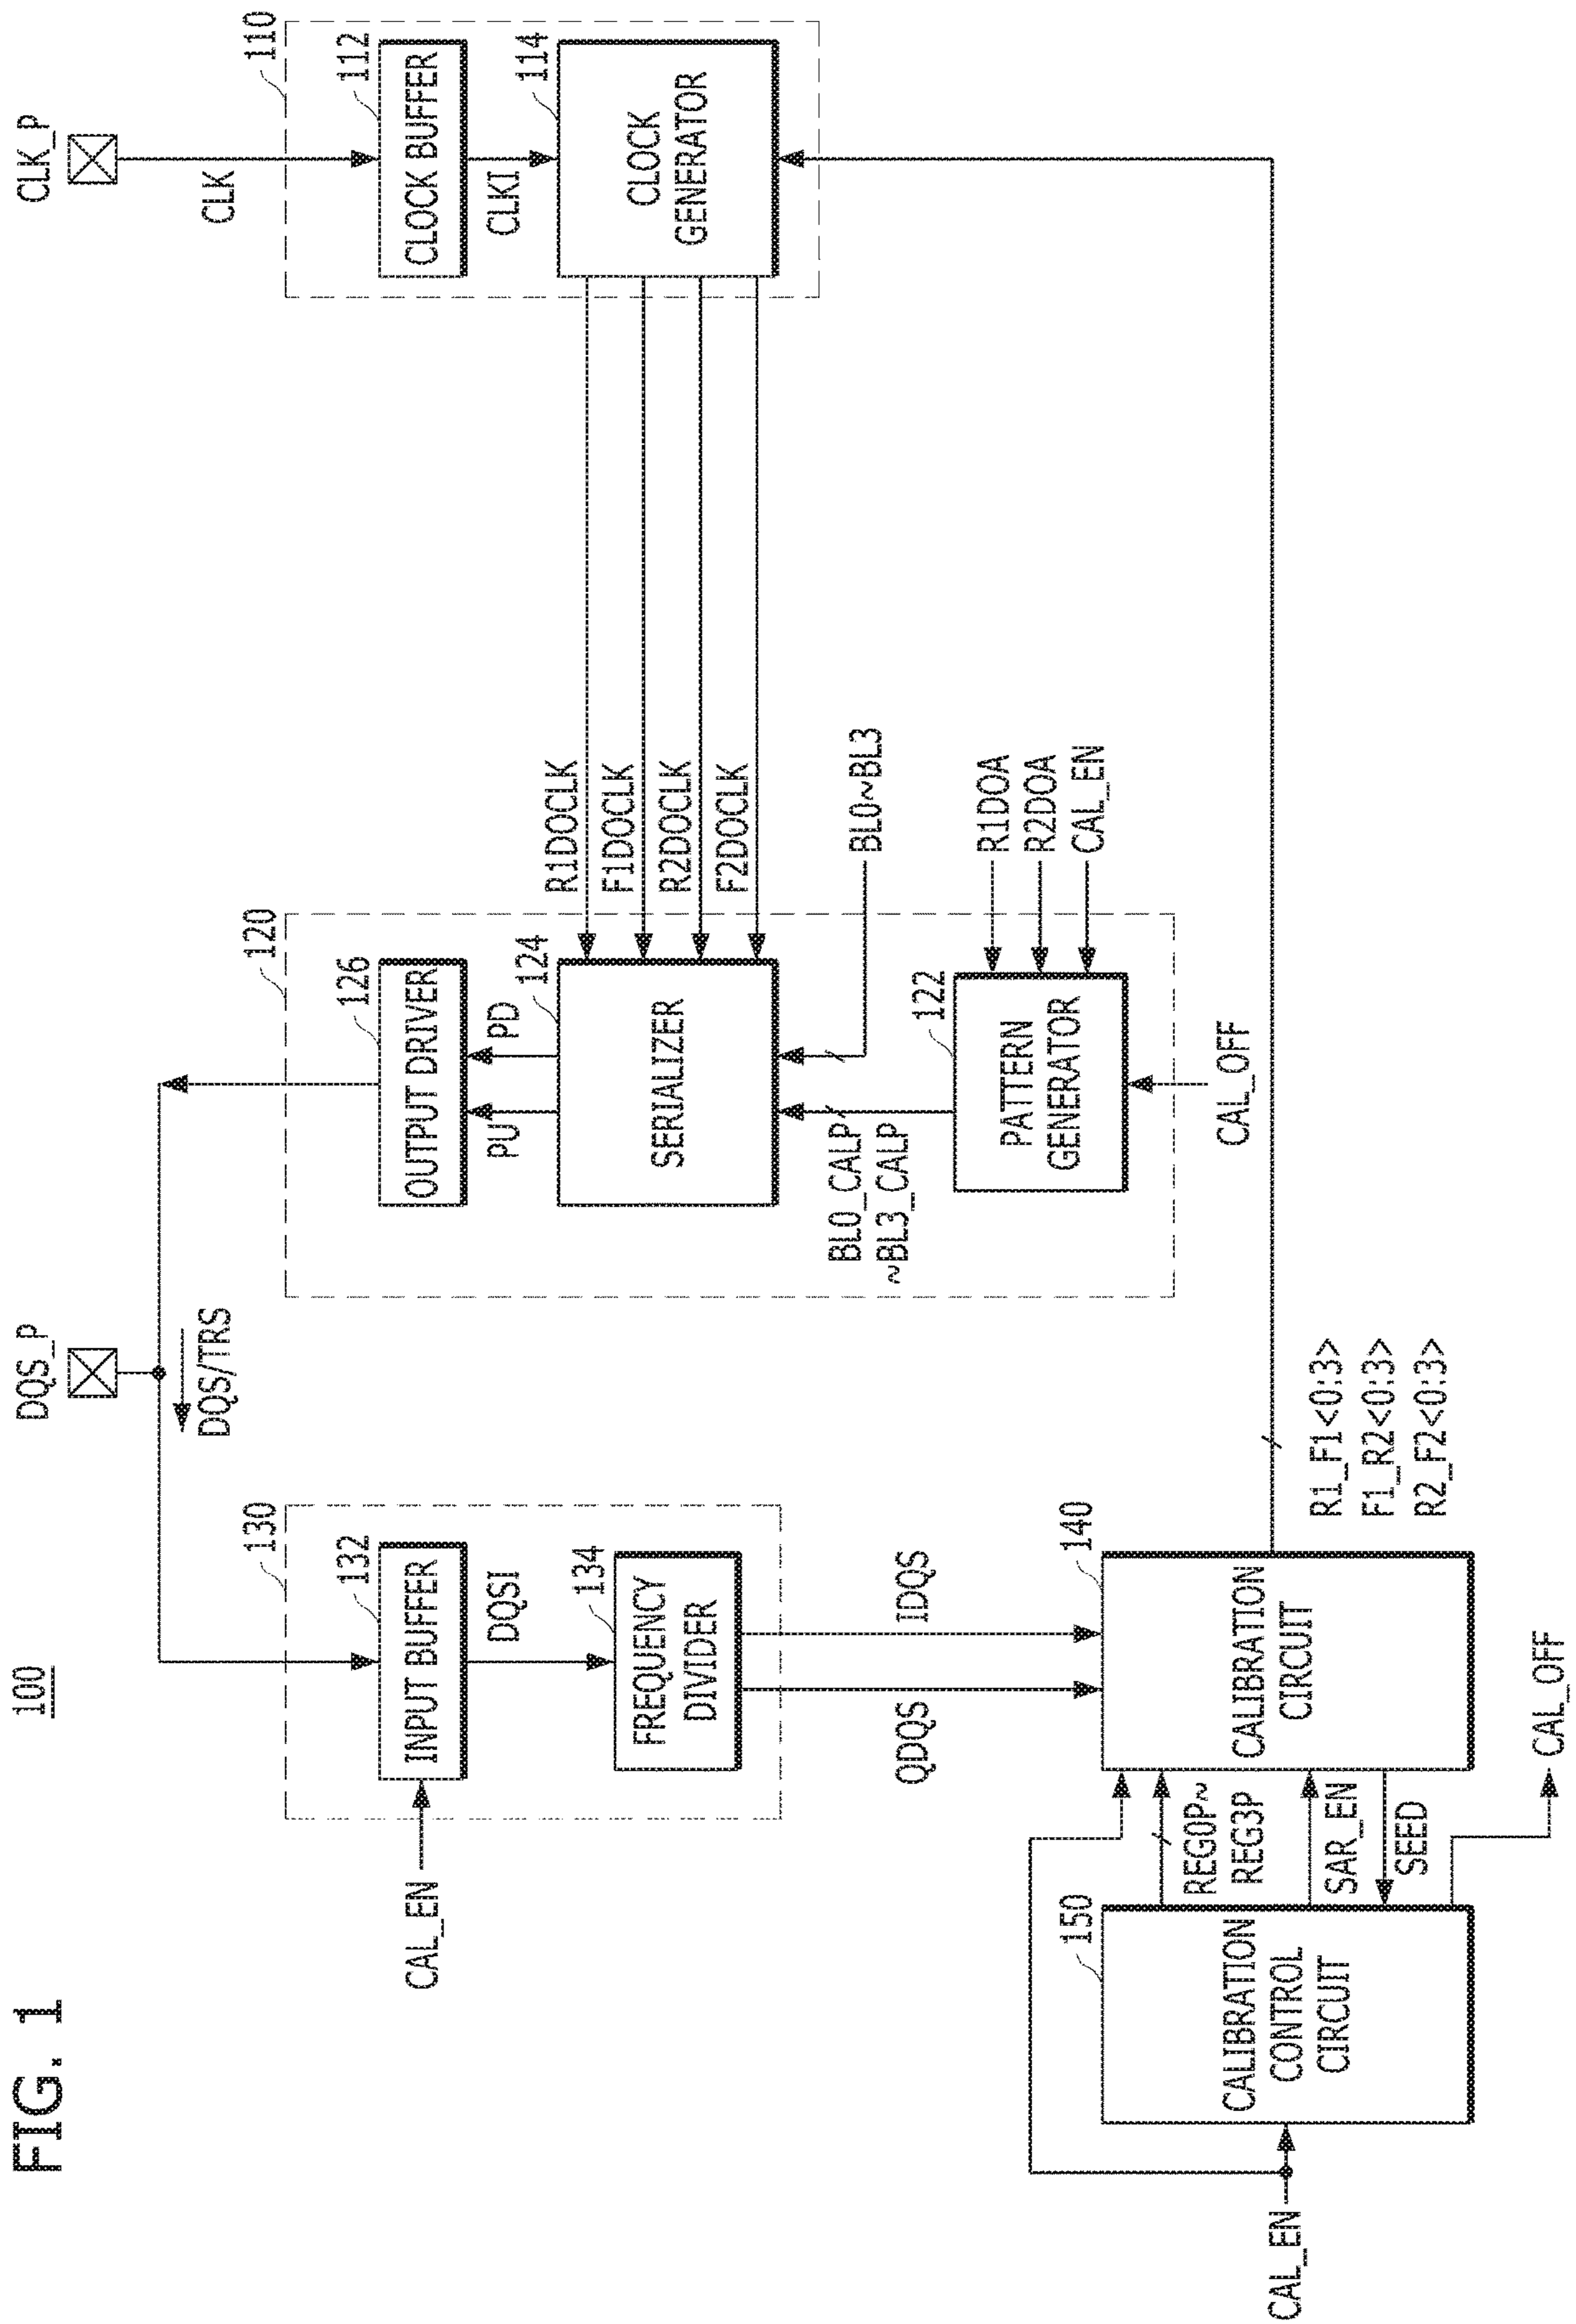 FIG. 1
100
DQS_P
CLK_P
DQS/TRS
CLK
130
120
110
CAL_EN
132
INPUT BUFFER
126
OUTPUT DRIVER
112
CLOCK BUFFER
DQSI
PU
PD
CLKI
134
FREQUENCY
DIVIDER
124
SERIALIZER
R1DOCLK
F1DOCLK
R2DOCLK
F2DOCLK
114
CLOCK
GENERATOR
QDQS
IDQS
BL0_CALP
~BL3_CALP
BL0~BL3
122
PATTERN
GENERATOR
R1DOA
R2DOA
CAL_EN
CAL_OFF
CAL_EN
150
CALIBRATION
CONTROL
CIRCUIT
REG0P~
REG3P
SAR_EN
SEED
140
CALIBRATION
CIRCUIT
R1_F1<0:3>
F1_R2<0:3>
R2_F2<0:3>
CAL_OFF